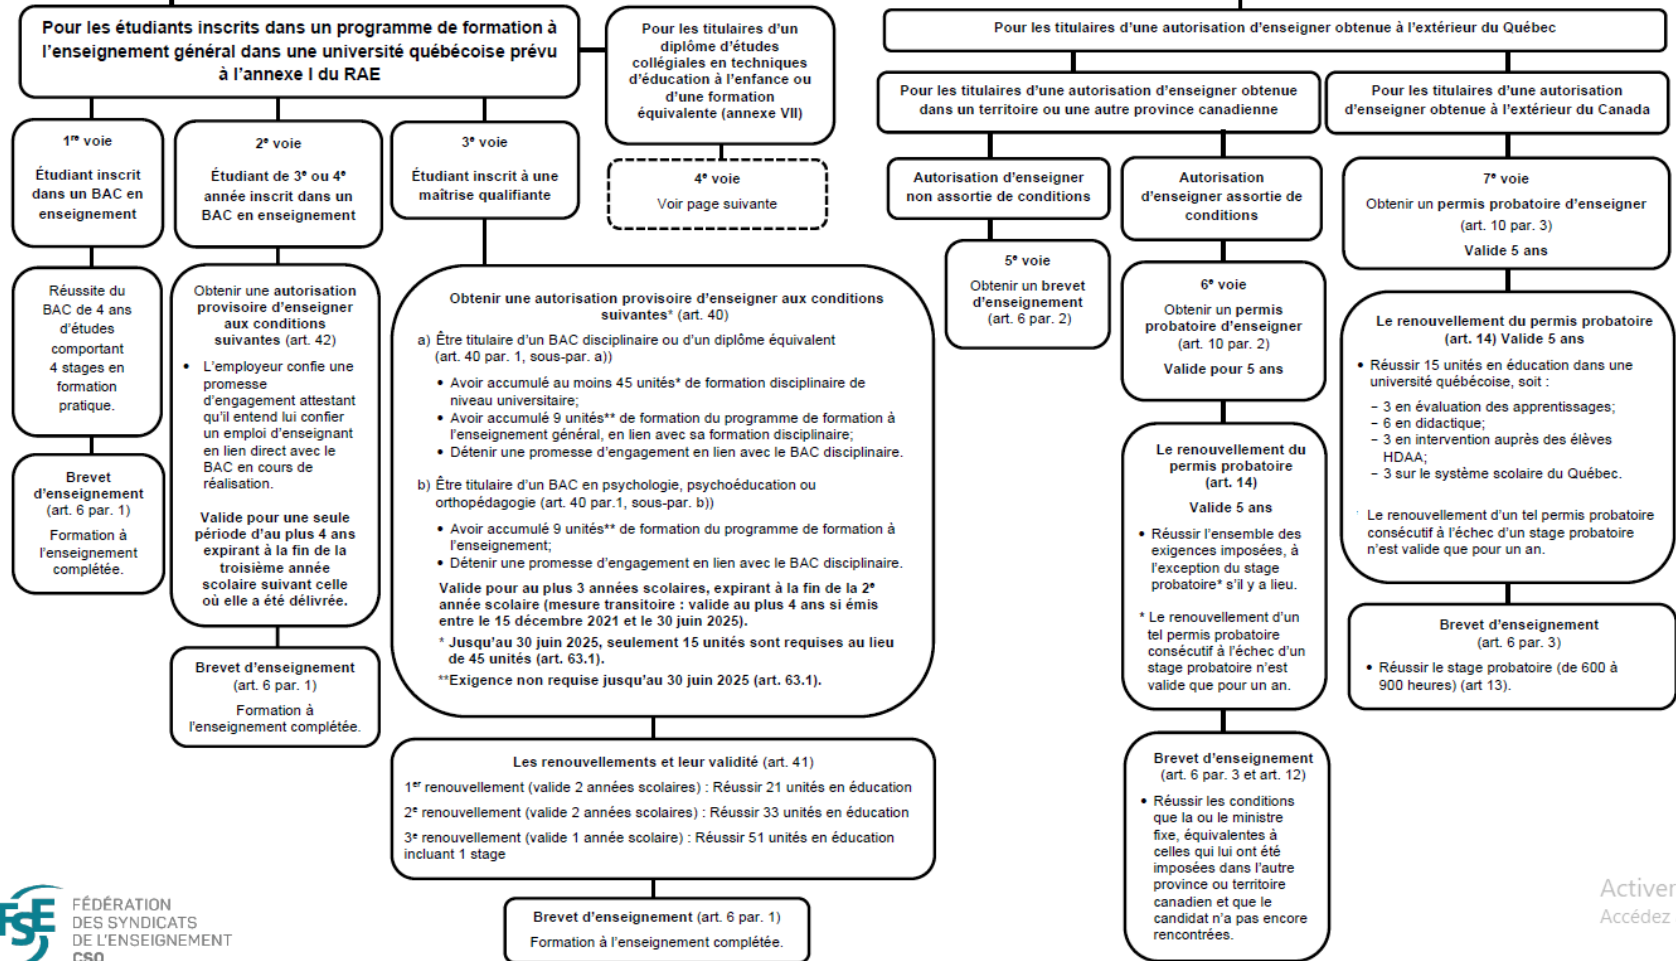 Pour les étudiants inscrits dans un programme de formation à
l'enseignement général dans une université québécoise prévu
à l'annexe I du RAE
Pour les titulaires d'un
diplôme d'études
collégiales en techniques
d'éducation à l'enfance ou
d'une formation
équivalente (annexe VII)
Pour les titulaires d'une autorisation d'enseigner obtenue à l'extérieur du Québec
Pour les titulaires d'une autorisation d'enseigner obtenue
dans un territoire ou une autre province canadienne
Pour les titulaires d'une autorisation
d'enseigner obtenue à l'extérieur du Canada
1re voie
Étudiant inscrit
dans un BAC en
enseignement
2e voie
Étudiant de 3e ou 4e
année inscrit dans un
BAC en enseignement
3e voie
Étudiant inscrit à une
maîtrise qualifiante
4e voie
Voir page suivante
Autorisation d'enseigner
non assortie de conditions
Autorisation
d'enseigner assortie de
conditions
7e voie
Obtenir un permis probatoire d'enseigner
(art. 10 par. 3)
Valide 5 ans
Réussite du
BAC de 4 ans
d'études
comportant
4 stages en
formation
pratique.
Brevet
d'enseignement
(art. 6 par. 1)
Formation à
l'enseignement
complétée.
Obtenir une autorisation
provisoire d'enseigner
aux conditions
suivantes (art. 42)
• L'employeur confie une
promesse
d'engagement attestant
qu'il entend lui confier
un emploi d'enseignant
en lien direct avec le
BAC en cours de
réalisation.
Valide pour une seule
période d'au plus 4 ans
expirant à la fin de la
troisième année
scolaire suivant celle
où elle a été délivrée.
Brevet d'enseignement
(art. 6 par. 1)
Formation à
l'enseignement complétée.
Obtenir une autorisation provisoire d'enseigner aux conditions
suivantes* (art. 40)
a) Être titulaire d'un BAC disciplinaire ou d'un diplôme équivalent
(art. 40 par. 1, sous-par. a))
• Avoir accumulé au moins 45 unités* de formation disciplinaire de
niveau universitaire;
• Avoir accumulé 9 unités** de formation du programme de formation à
l'enseignement général, en lien avec sa formation disciplinaire;
• Détenir une promesse d'engagement en lien avec le BAC disciplinaire.
b) Être titulaire d'un BAC en psychologie, psychoéducation ou
orthopédagogie (art. 40 par.1, sous-par. b))
• Avoir accumulé 9 unités** de formation du programme de formation à
l'enseignement;
• Détenir une promesse d'engagement en lien avec le BAC disciplinaire.
Valide pour au plus 3 années scolaires, expirant à la fin de la 2e
année scolaire (mesure transitoire : valide au plus 4 ans si émis
entre le 15 décembre 2021 et le 30 juin 2025).
* Jusqu'au 30 juin 2025, seulement 15 unités sont requises au lieu
de 45 unités (art. 63.1).
**Exigence non requise jusqu'au 30 juin 2025 (art. 63.1).
Les renouvellements et leur validité (art. 41)
1er renouvellement (valide 2 années scolaires) : Réussir 21 unités en éducation
2e renouvellement (valide 2 années scolaires) : Réussir 33 unités en éducation
3e renouvellement (valide 1 année scolaire) : Réussir 51 unités en éducation
incluant 1 stage
Brevet d'enseignement (art. 6 par. 1)
Formation à l'enseignement complétée.
5e voie
Obtenir un brevet
d'enseignement
(art. 6 par. 2)
6e voie
Obtenir un permis
probatoire d'enseigner
(art. 10 par. 2)
Valide pour 5 ans
Le renouvellement du
permis probatoire
(art. 14)
Valide 5 ans
• Réussir l'ensemble des
exigences imposées, à
l'exception du stage
probatoire* s'il y a lieu.
* Le renouvellement d'un
tel permis probatoire
consécutif à l'échec d'un
stage probatoire n'est
valide que pour un an.
Brevet d'enseignement
(art. 6 par. 3 et art. 12)
• Réussir les conditions
que la ou le ministre
fixe, équivalentes à
celles qui lui ont été
imposées dans l'autre
province ou territoire
canadien et que le
candidat n'a pas encore
rencontrées.
Le renouvellement du permis probatoire
(art. 14) Valide 5 ans
• Réussir 15 unités en éducation dans une
université québécoise, soit :
– 3 en évaluation des apprentissages;
– 6 en didactique;
– 3 en intervention auprès des élèves
HDAA;
– 3 sur le système scolaire du Québec.
Le renouvellement d'un tel permis probatoire
consécutif à l'échec d'un stage probatoire
n'est valide que pour un an.
Brevet d'enseignement
(art. 6 par. 3)
• Réussir le stage probatoire (de 600 à
900 heures) (art 13).
FSE
FÉDÉRATION
DES SYNDICATS
DE L'ENSEIGNEMENT
CSQ
Activer
Accédez